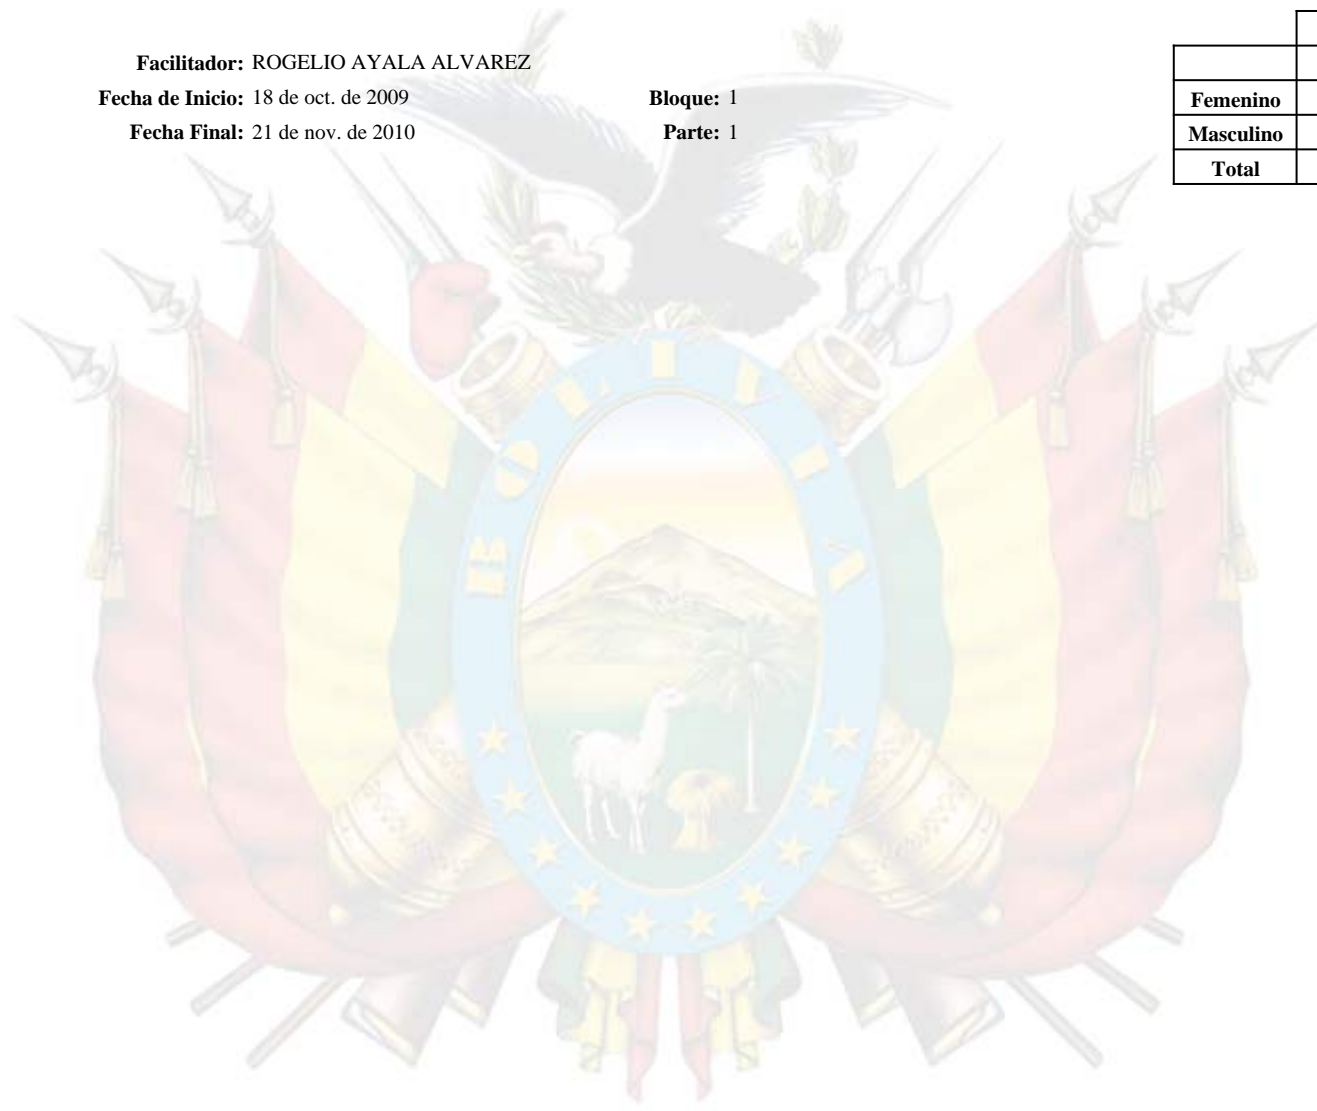 Facilitador: ROGELIO AYALA ALVAREZ
Fecha de Inicio: 18 de oct. de 2009 Bloque: 1
Fecha Final: 21 de nov. de 2010 Parte: 1
Femenino
Masculino
Total
BOLIVIA